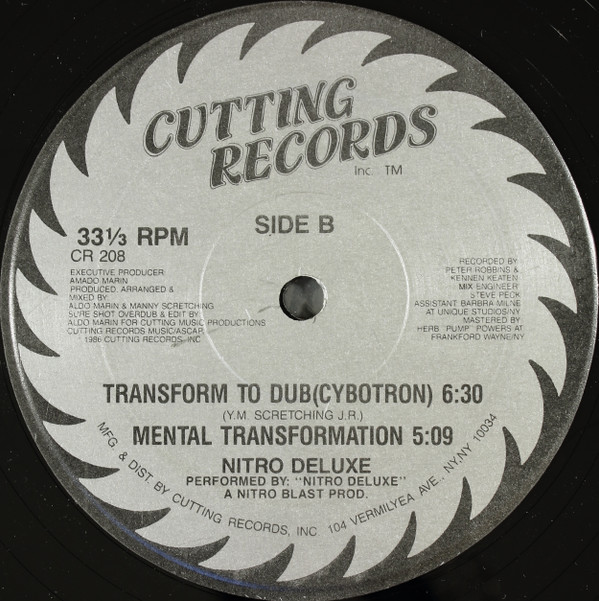 CUTTING
RECORDS
Inc. TM
SIDE B
33⅓ RPM
CR 208
EXECUTIVE PRODUCER
AMADO MARIN
PRODUCED, ARRANGED &
MIXED BY:
ALDO MARIN & MANNY SCRETCHING
SURE SHOT OVERDUB & EDIT BY
ALDO MARIN FOR CUTTING MUSIC PRODUCTIONS
CUTTING RECORDS MUSIC/ASCAP
1986 CUTTING RECORDS, INC
RECORDED BY
PETER ROBBINS &
KENNEN KEATEN
MIX ENGINEER
STEVE PECK
ASSISTANT BARBRA MILNE
AT UNIQUE STUDIOS/NY
MASTERED BY
HERB "PUMP" POWERS AT
FRANKFORD WAYNE/NY
TRANSFORM TO DUB(CYBOTRON) 6:30
(Y.M. SCRETCHING J.R.)
MENTAL TRANSFORMATION 5:09
NITRO DELUXE
PERFORMED BY: "NITRO DELUXE"
A NITRO BLAST PROD.
MFG. & DIST. BY CUTTING RECORDS, INC. 104 VERMILYEA AVE., NY.NY 10034